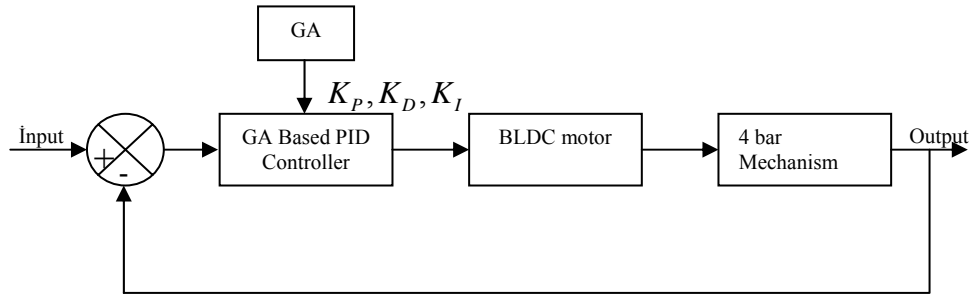 GA
K_P, K_D, K_I
İnput
+
-
GA Based PID
Controller
BLDC motor
4 bar
Mechanism
Output